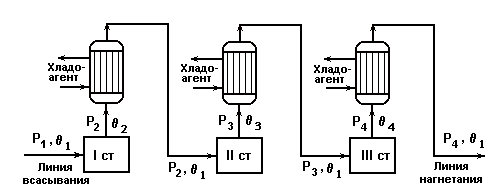 Хладо-
агент
Хладо-
агент
Хладо-
агент
P2 θ2
P3 θ3
P4 θ4
P1, θ1
I ст
II ст
III ст
P4, θ1
Линия
всасывания
P2, θ1
P3, θ1
Линия
нагнетания